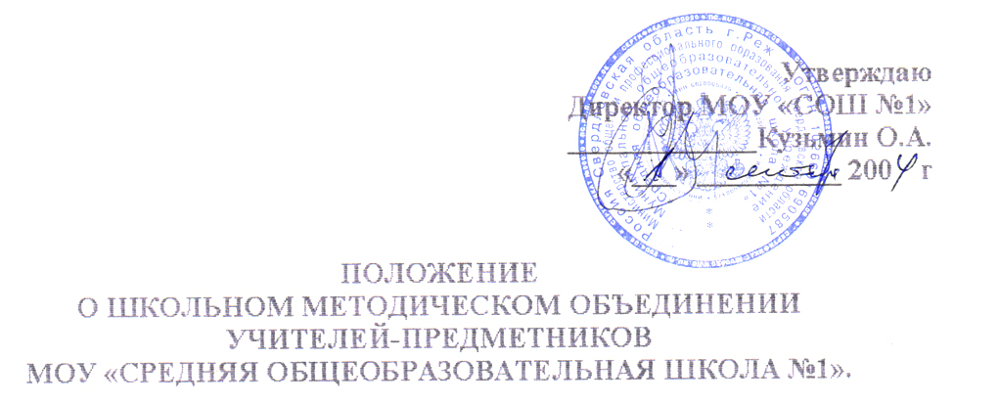 Утверждаю
Директор МОУ «СОШ №1»
Кузьмин О.А.
«1» сентября 2004 г
ПОЛОЖЕНИЕ
О ШКОЛЬНОМ МЕТОДИЧЕСКОМ ОБЪЕДИНЕНИИ
УЧИТЕЛЕЙ-ПРЕДМЕТНИКОВ
МОУ «СРЕДНЯЯ ОБЩЕОБРАЗОВАТЕЛЬНАЯ ШКОЛА №1».
РОССИЯ Свердловская область г.Реж